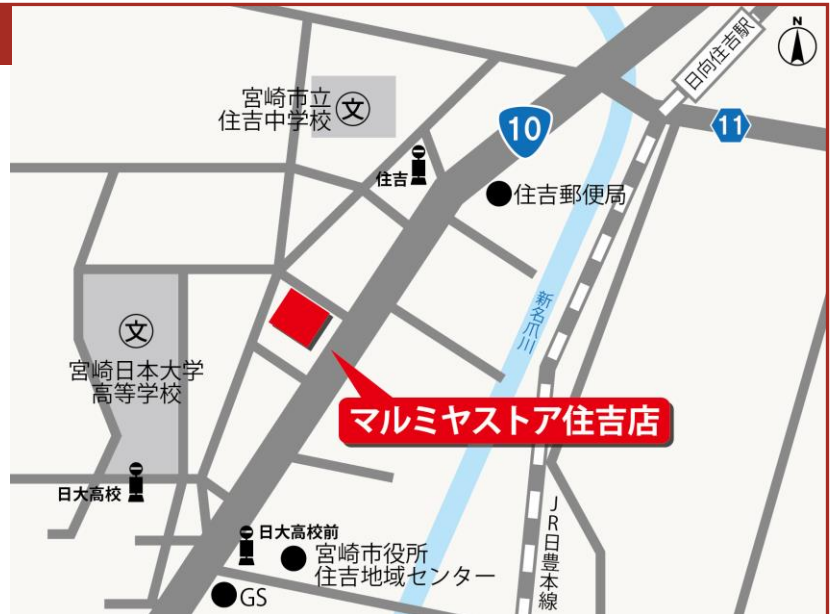 N
日向住吉駅
宮崎市立
住吉中学校
文
10
11
住吉
住吉郵便局
新名爪川
文
宮崎日本大学
高等学校
マルミヤストア住吉店
日大高校
日大高校前
宮崎市役所
住吉地域センター
GS
JR日豊本線